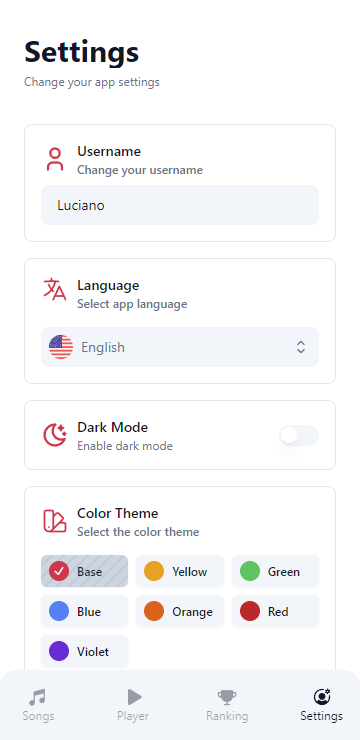 Settings
Change your app settings
Username
Change your username
Luciano
Language
Select app language
English
Dark Mode
Enable dark mode
Color Theme
Select the color theme
Base
Yellow
Green
Blue
Orange
Red
Violet
Songs
Player
Ranking
Settings